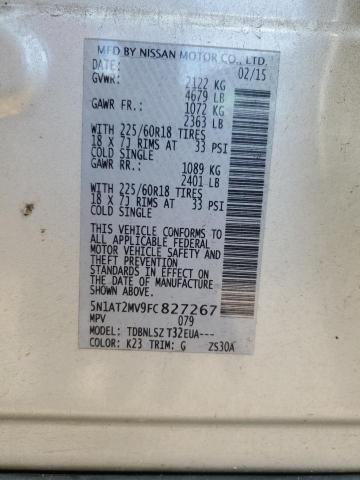 MFD BY NISSAN MOTOR CO., LTD.
DATE: 02/15
GVWR: 2122 KG
4679 LB
GAWR FR.: 1072 KG
2363 LB
WITH 225/60R18 TIRES
18 X 7J RIMS AT 33 PSI
COLD SINGLE
GAWR RR.: 1089 KG
2401 LB
WITH 225/60R18 TIRES
18 X 7J RIMS AT 33 PSI
COLD SINGLE
THIS VEHICLE CONFORMS TO
ALL APPLICABLE FEDERAL
MOTOR VEHICLE SAFETY AND
THEFT PREVENTION
STANDARDS IN EFFECT ON
THE DATE OF MANUFACTURE
SHOWN ABOVE.
5N1AT2MV9FC827267
MPV 079
MODEL: TDBNLSZ T32EUA---
COLOR: K23 TRIM: G ZS30A